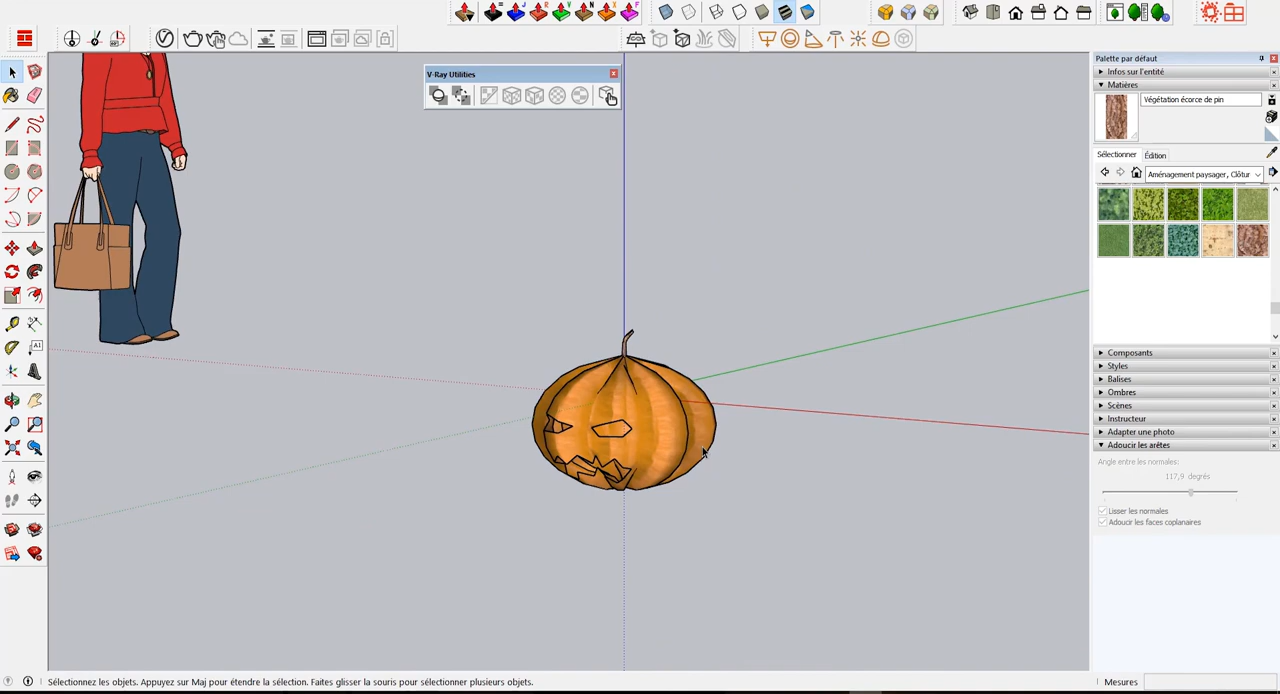 Palette par défaut
Infos sur l'entité
V-Ray Utilities
Matières
Végétation écorce de pin
Sélectionner
Édition
Aménagement paysager, Clôtur
Composants
Styles
Balises
Ombres
Scènes
Instructeur
Adapter une photo
Adoucir les arêtes
Angle entre les normales:
117,9 degrés
Lisser les normales
Adoucir les faces coplanaires
Sélectionnez les objets. Appuyez sur Maj pour étendre la sélection. Faites glisser la souris pour sélectionner plusieurs objets.
Mesures